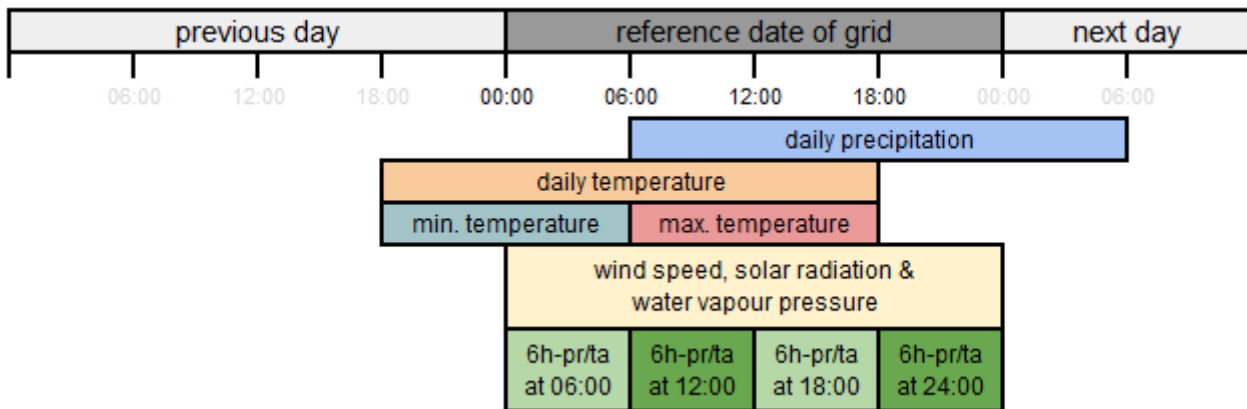 previous day reference date of grid next day
06:00 12:00 18:00 00:00 06:00 12:00 18:00 00:00 06:00
daily precipitation
daily temperature
min. temperature max. temperature
wind speed, solar radiation &
water vapour pressure
6h-pr/ta 6h-pr/ta 6h-pr/ta 6h-pr/ta
at 06:00 at 12:00 at 18:00 at 24:00